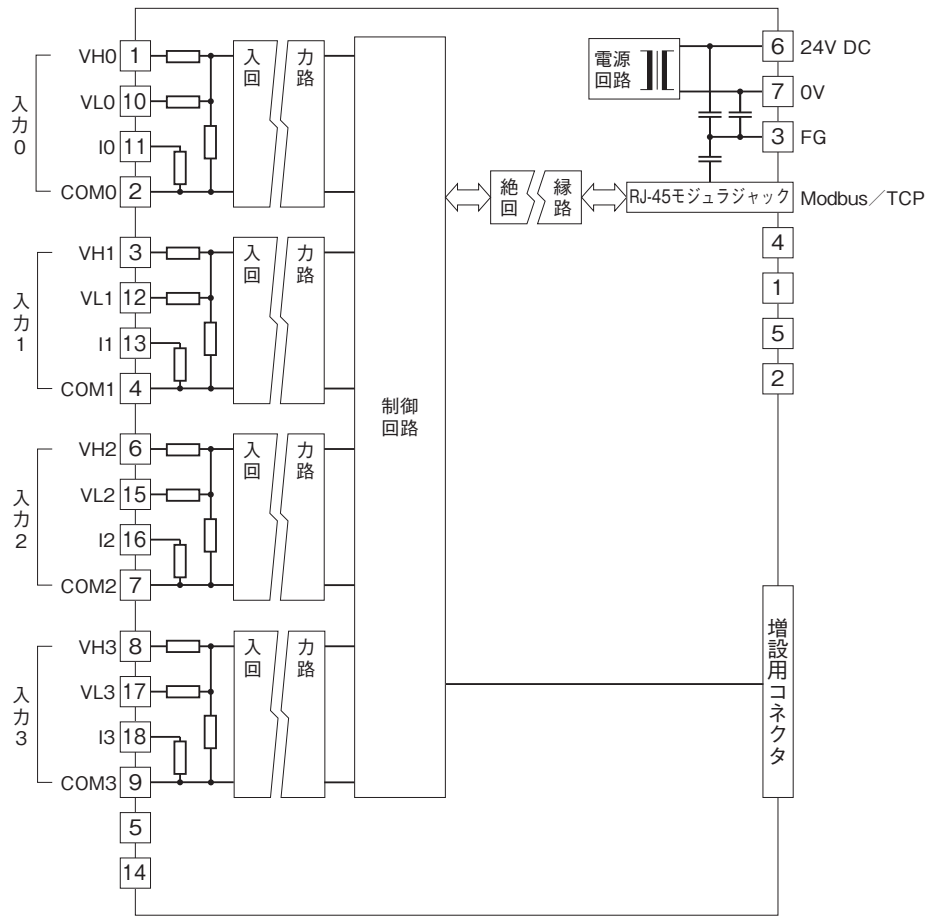 入力0
VH0 1
VL0 10
I0 11
COM0 2
入 力
回 路
入力1
VH1 3
VL1 12
I1 13
COM1 4
入 力
回 路
入力2
VH2 6
VL2 15
I2 16
COM2 7
入 力
回 路
入力3
VH3 8
VL3 17
I3 18
COM3 9
入 力
回 路
5
14
制御
回路
電源
回路
6 24V DC
7 0V
3 FG
絶 縁
回 路
RJ-45モジュラジャック Modbus／TCP
4
1
5
2
増設用コネクタ